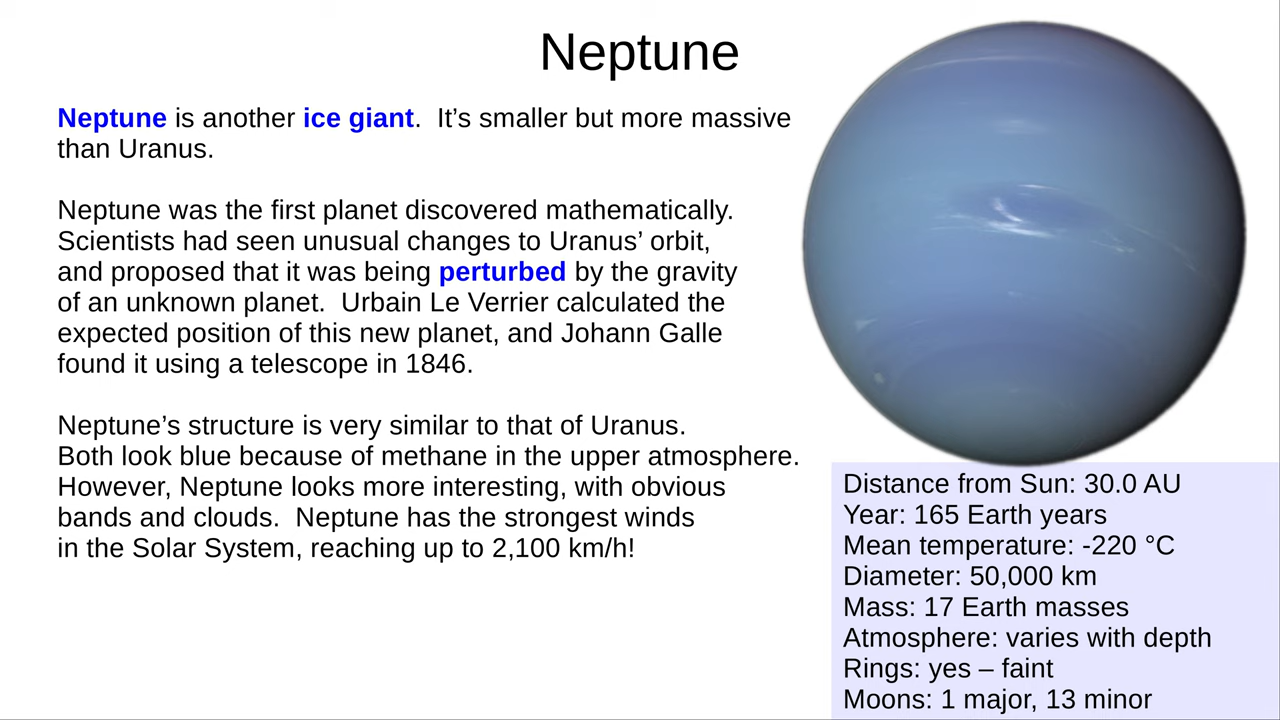 Neptune
Neptune is another ice giant.  It’s smaller but more massive
than Uranus.
Neptune was the first planet discovered mathematically.
Scientists had seen unusual changes to Uranus’ orbit,
and proposed that it was being perturbed by the gravity
of an unknown planet.  Urbain Le Verrier calculated the
expected position of this new planet, and Johann Galle
found it using a telescope in 1846.
Neptune’s structure is very similar to that of Uranus.
Both look blue because of methane in the upper atmosphere.
However, Neptune looks more interesting, with obvious
bands and clouds.  Neptune has the strongest winds
in the Solar System, reaching up to 2,100 km/h!
Distance from Sun: 30.0 AU
Year: 165 Earth years
Mean temperature: -220 °C
Diameter: 50,000 km
Mass: 17 Earth masses
Atmosphere: varies with depth
Rings: yes – faint
Moons: 1 major, 13 minor